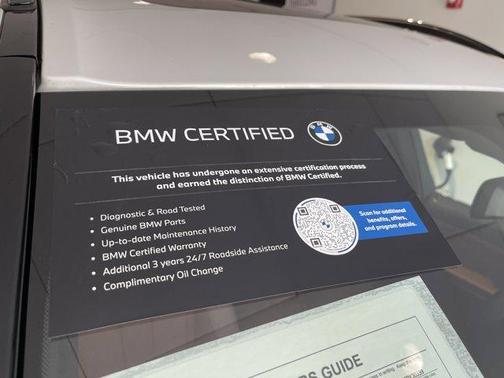 BMW CERTIFIED
This vehicle has undergone an extensive certification process
and earned the distinction of BMW Certified.
• Diagnostic & Road Tested
• Genuine BMW Parts
• Up-to-date Maintenance History
• BMW Certified Warranty
• Additional 3 years 24/7 Roadside Assistance
• Complimentary Oil Change
Scan for additional
benefits, offers,
and program details.
GUIDE